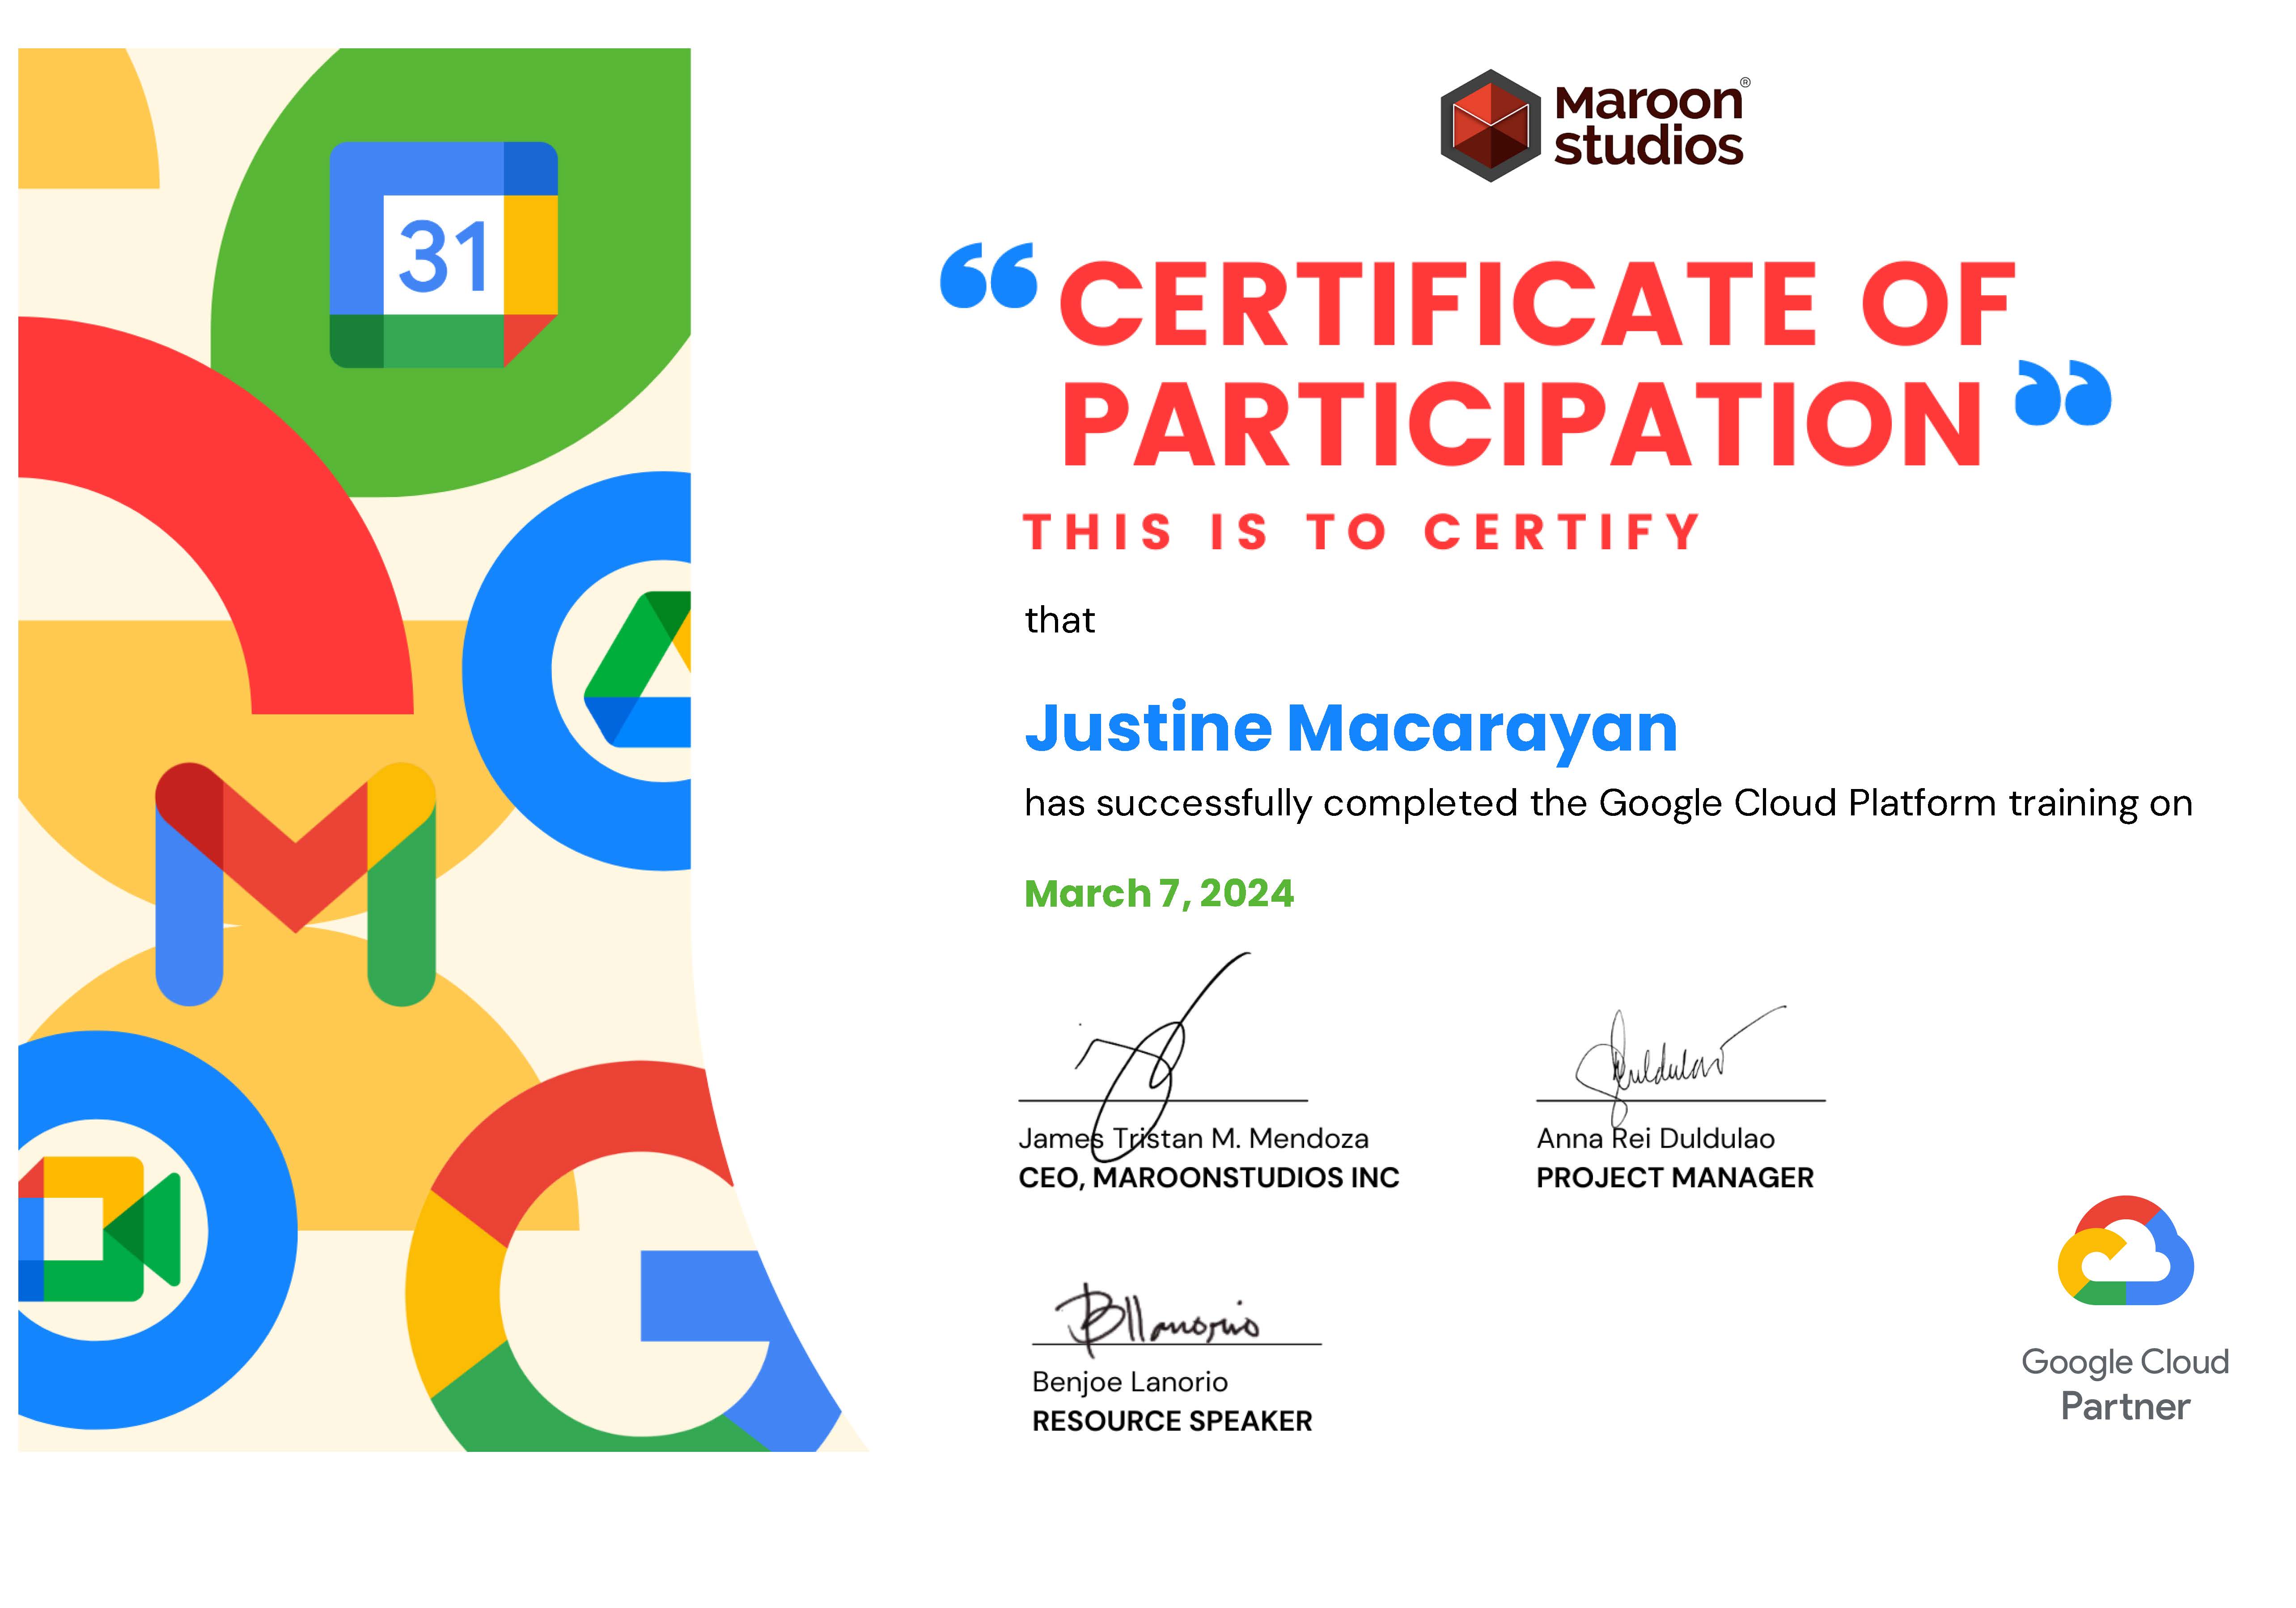 31
Maroon®
Studios
“CERTIFICATE OF
PARTICIPATION”
THIS IS TO CERTIFY
that
Justine Macarayan
has successfully completed the Google Cloud Platform training on
March 7, 2024
James Tristan M. Mendoza
CEO, MAROONSTUDIOS INC
Duldulao
Anna Rei Duldulao
PROJECT MANAGER
BLlanorio
Benjoe Lanorio
RESOURCE SPEAKER
Google Cloud
Partner